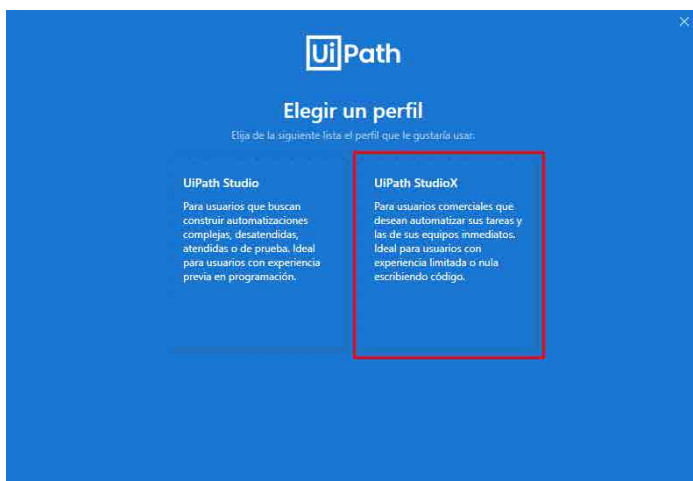 UiPath
Elegir un perfil
Elija de la siguiente lista el perfil que le gustaría usar.
UiPath Studio
Para usuarios que buscan
construir automatizaciones
complejas, desatendidas,
atendidas o de prueba. Ideal
para usuarios con experiencia
previa en programación.
UiPath StudioX
Para usuarios comerciales que
desean automatizar sus tareas y
las de sus equipos inmediatos.
Ideal para usuarios con
experiencia limitada o nula
escribiendo código.